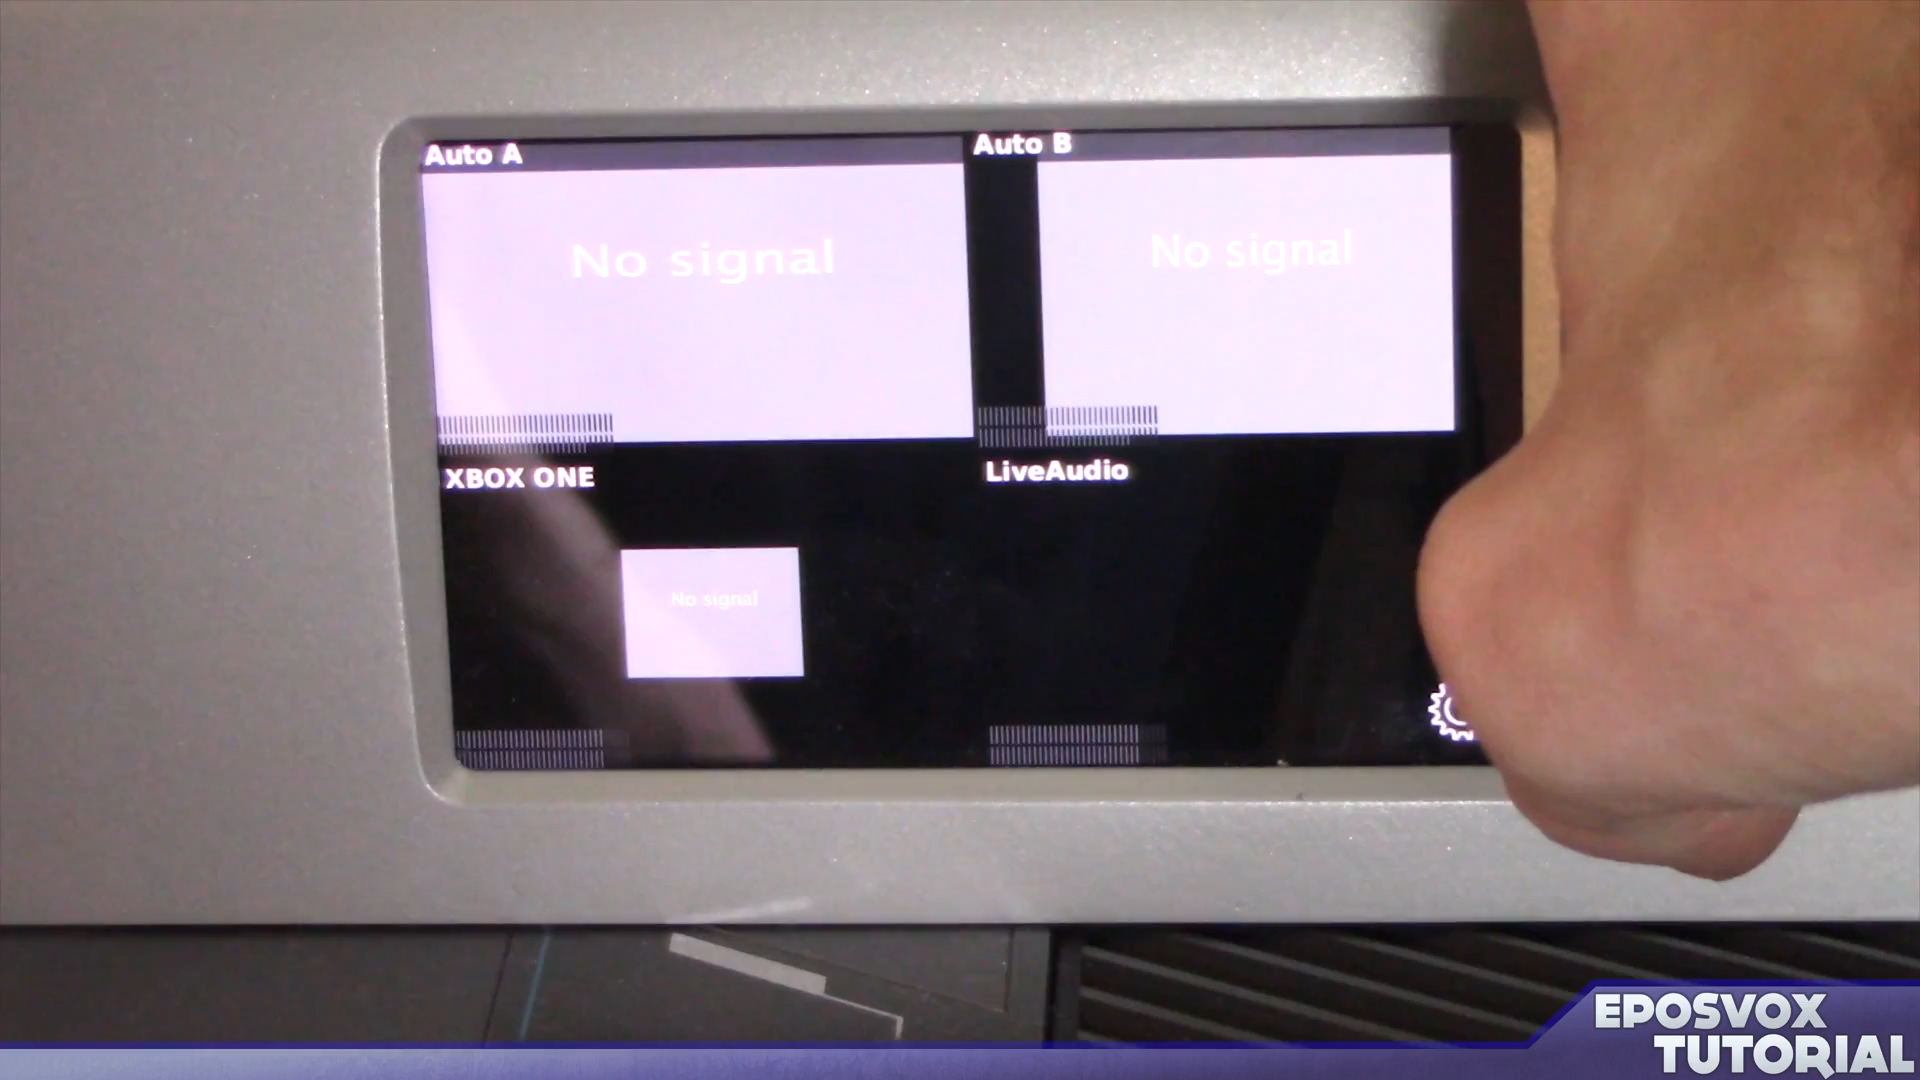 Auto A
Auto B
No signal
No signal
XBOX ONE
LiveAudio
No signal
EPOSVOX
TUTORIAL